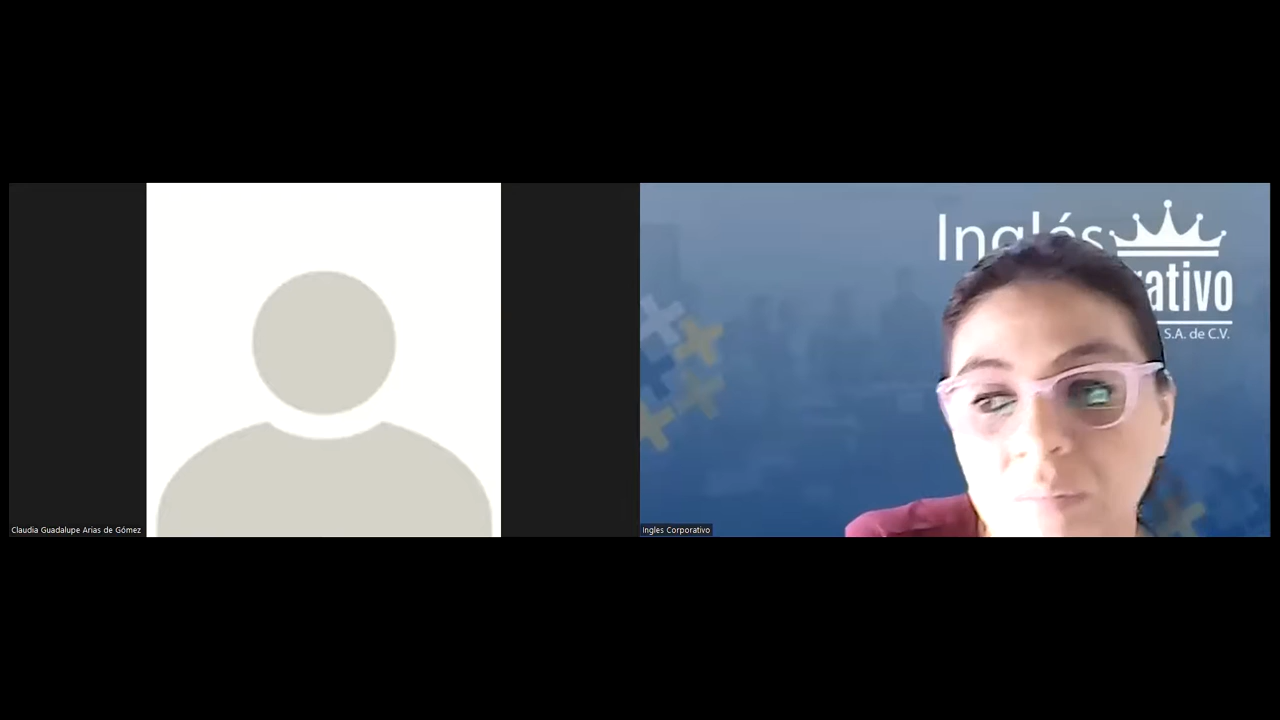 Inglés
rativo
S.A. de C.V.
Claudia Guadalupe Arias de Gómez
Ingles Corporativo